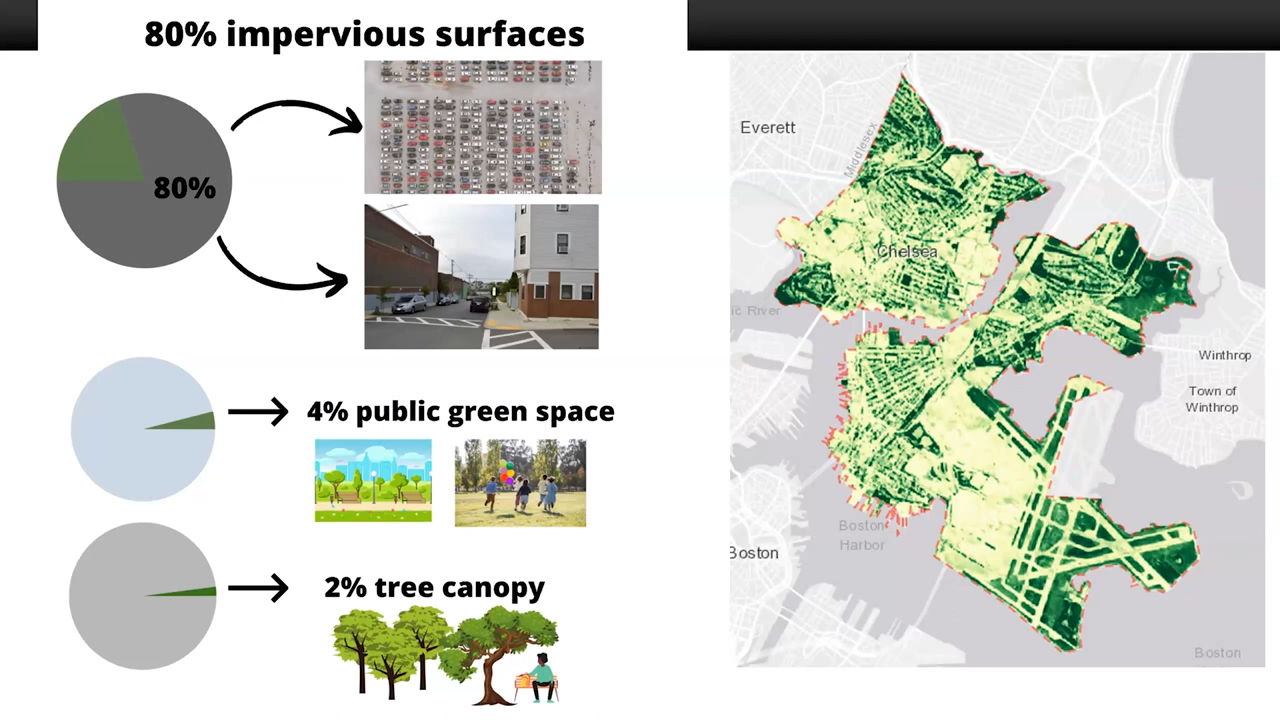 80% impervious surfaces
80%
4% public green space
2% tree canopy
Everett
Middlesex
Chelsea
ic River
Winthrop
Town of
Winthrop
Boston
Harbor
Boston
Boston